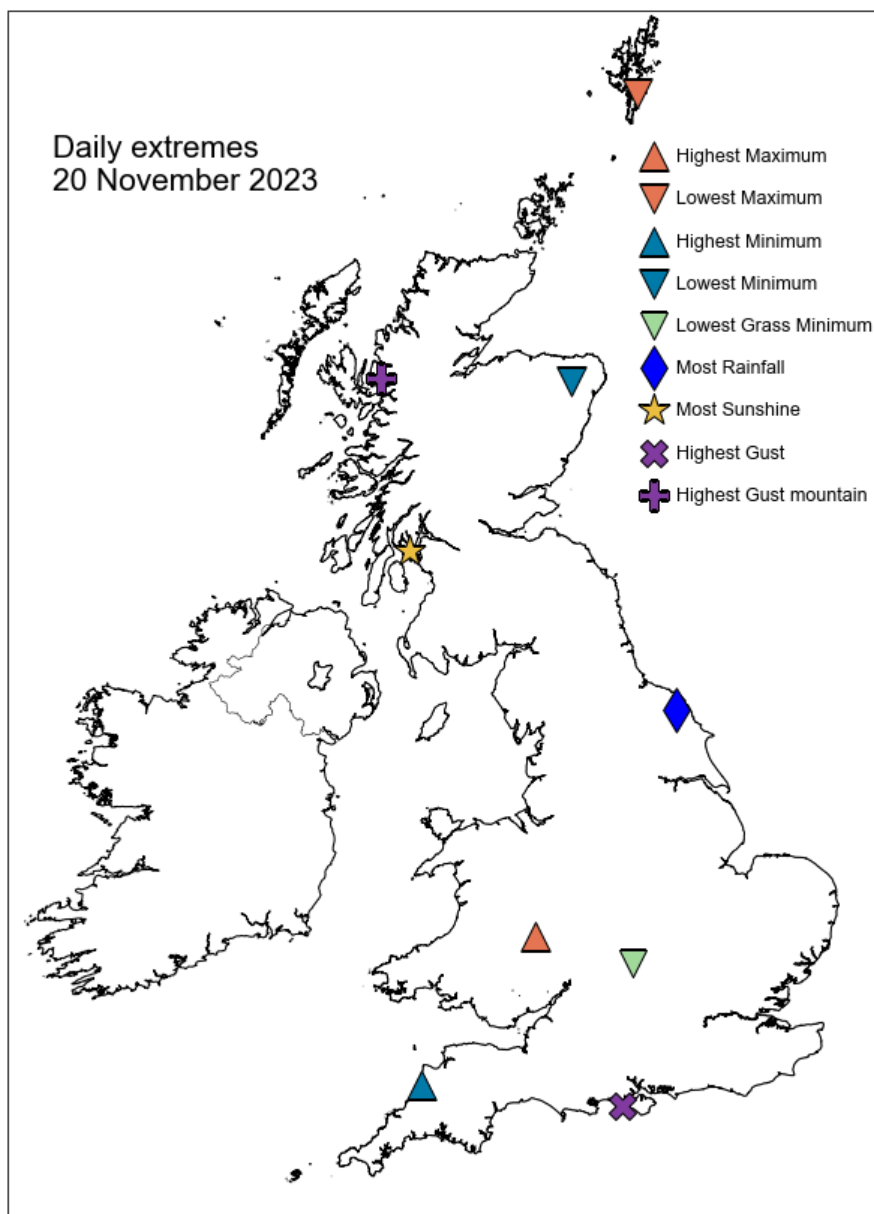 Daily extremes
20 November 2023
Highest Maximum
Lowest Maximum
Highest Minimum
Lowest Minimum
Lowest Grass Minimum
Most Rainfall
Most Sunshine
Highest Gust
Highest Gust mountain